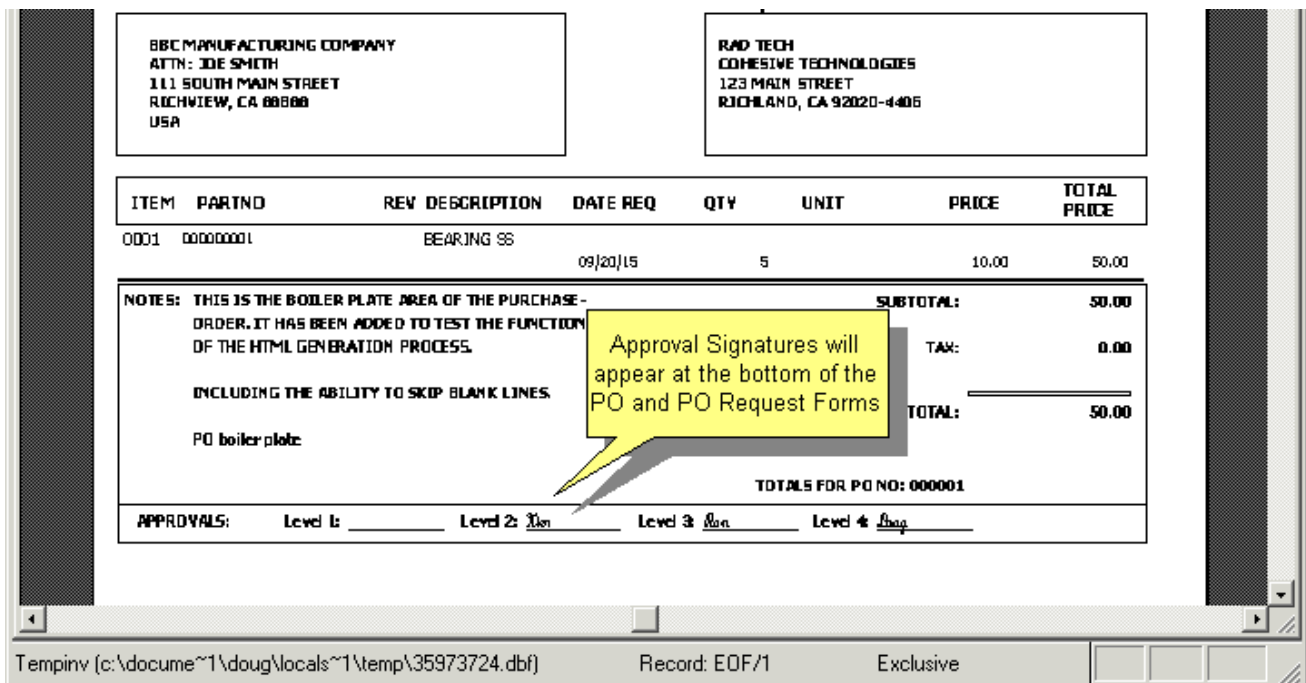 BBC MANUFACTURING COMPANY
ATTN: JOE SMITH
111 SOUTH MAIN STREET
RICHVIEW, CA 88888
USA
RAD TECH
COHESIVE TECHNOLOGIES
123 MAIN STREET
RICHLAND, CA 92020-4406
ITEM PARTNO REV DESCRIPTION DATE REQ QTY UNIT PRICE TOTAL PRICE
0001 000000001 BEARING SS
09/20/15 5 10.00 50.00
NOTES: THIS IS THE BOILER PLATE AREA OF THE PURCHASE- SUBTOTAL: 50.00
ORDER. IT HAS BEEN ADDED TO TEST THE FUNCTION
OF THE HTML GENERATION PROCESS. TAX: 0.00
INCLUDING THE ABILITY TO SKIP BLANK LINES.
TOTAL: 50.00
PO boiler plate
Approval Signatures will
appear at the bottom of the
PO and PO Request Forms
TOTALS FOR PO NO: 000001
APPROVALS: Level 1: Level 2: Level 3: Ron Level 4: Doug
Tempinv (c:\docume~1\doug\locals~1\temp\35973724.dbf) Record: EOF/1 Exclusive